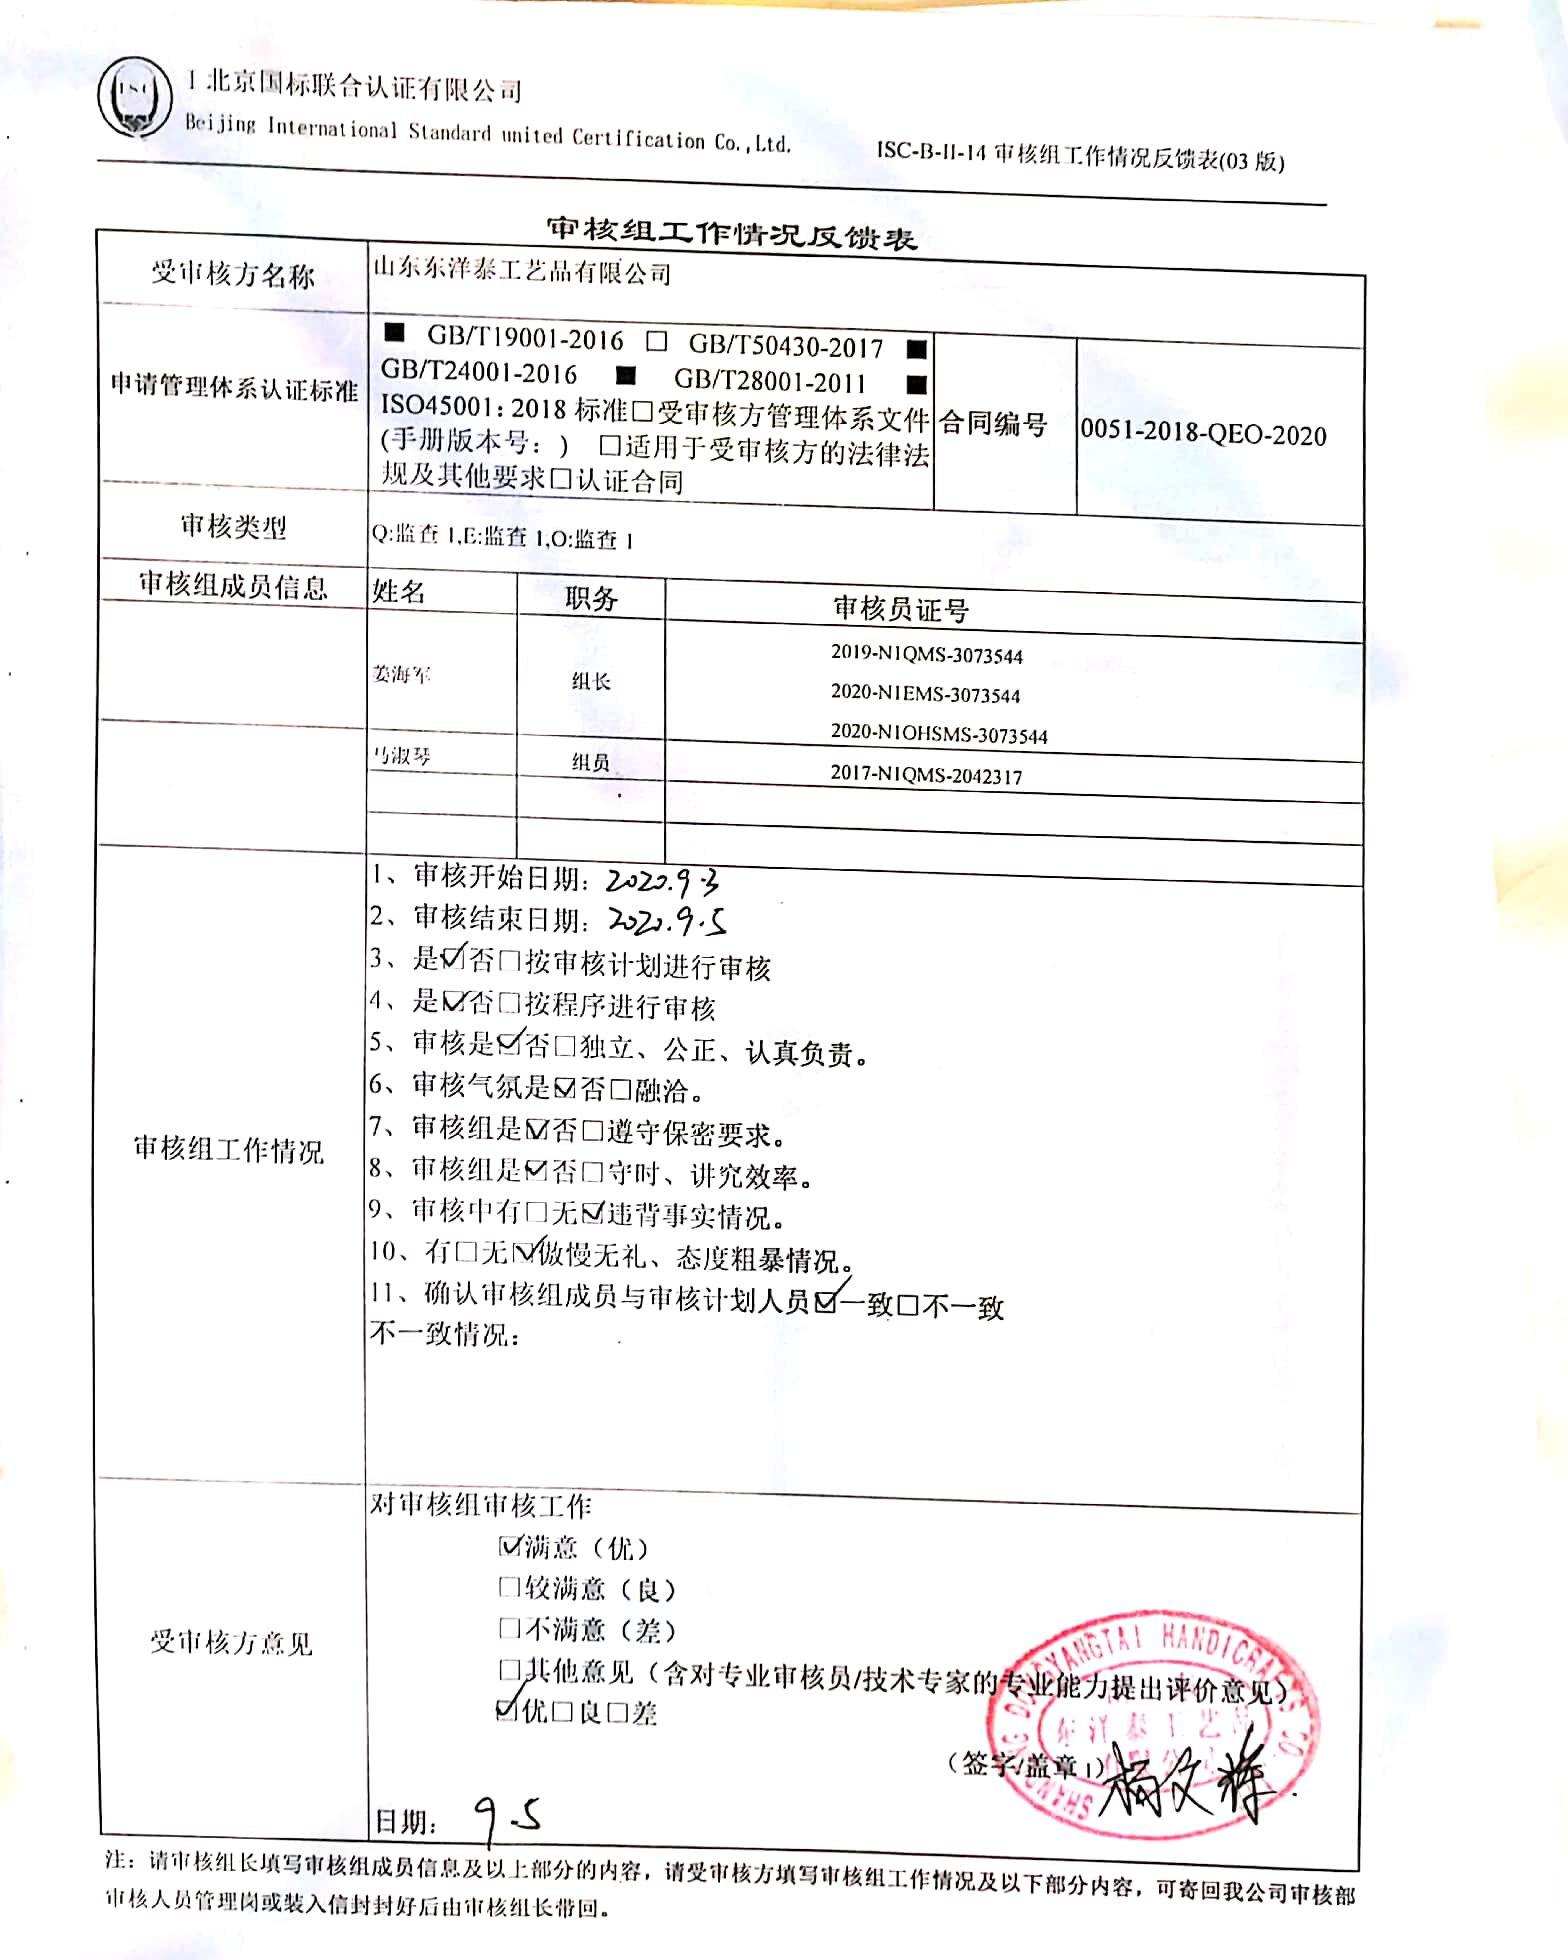 ISC
I 北京国标联合认证有限公司
Beijing International Standard united Certification Co.,Ltd.
ISC-B-II-14 审核组工作情况反馈表(03 版)
审核组工作情况反馈表
受审核方名称
山东东洋泰工艺品有限公司
申请管理体系认证标准
■ GB/T19001-2016 □ GB/T50430-2017 ■
GB/T24001-2016 ■ GB/T28001-2011 ■
ISO45001：2018 标准□受审核方管理体系文件
(手册版本号：) □适用于受审核方的法律法
规及其他要求□认证合同
合同编号
0051-2018-QEO-2020
审核类型
Q:监查 1,E:监查 1,O:监查 1
审核组成员信息
姓名
职务
审核员证号
姜海军
组长
2019-N1QMS-3073544
2020-N1EMS-3073544
2020-N1OHSMS-3073544
马淑琴
组员
2017-N1QMS-2042317
审核组工作情况
1、审核开始日期：2020.9.3
2、审核结束日期：2020.9.5
3、是☑否□按审核计划进行审核
4、是☑否□按程序进行审核
5、审核是☑否□独立、公正、认真负责。
6、审核气氛是☑否□融洽。
7、审核组是☑否□遵守保密要求。
8、审核组是☑否□守时、讲究效率。
9、审核中有□无☑违背事实情况。
10、有□无☑傲慢无礼、态度粗暴情况。
11、确认审核组成员与审核计划人员☑一致□不一致
不一致情况：
受审核方意见
对审核组审核工作
☑满意（优）
□较满意（良）
□不满意（差）
□其他意见（含对专业审核员/技术专家的专业能力提出评价意见）
☑优□良□差
（签字/盖章）
SHANDONG DONGYANGTAI HANDICRAFTS CO.
东洋泰工艺品
日期： 9.5
注：请审核组长填写审核组成员信息及以上部分的内容，请受审核方填写审核组工作情况及以下部分内容，可寄回我公司审核部
审核人员管理岗或装入信封封好后由审核组长带回。